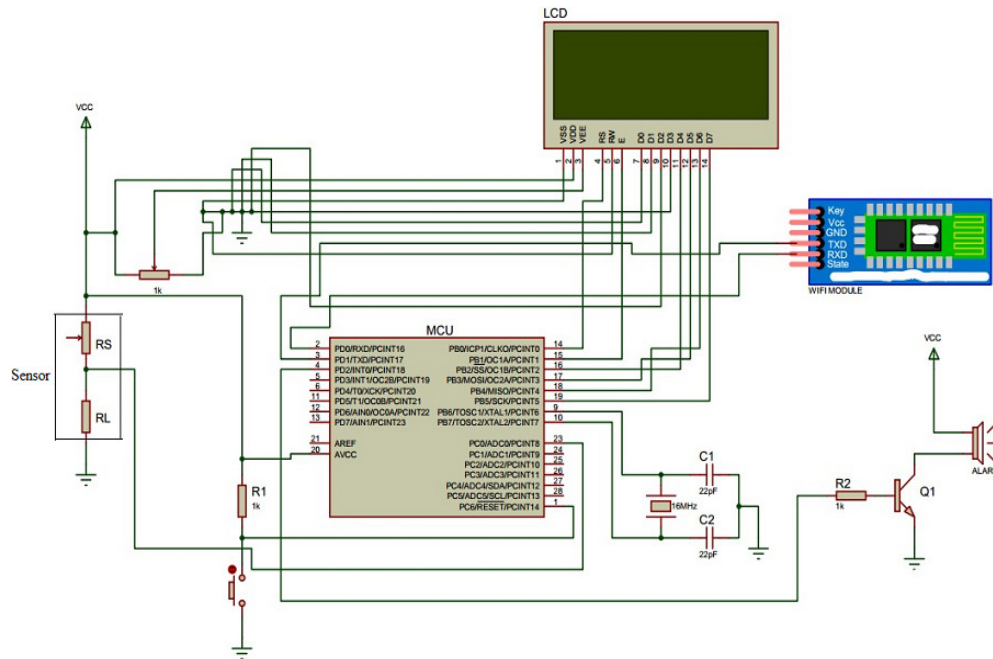 LCD
VSS
VDD
VEE
RS
RW
E
D0
D1
D2
D3
D4
D5
D6
D7
1
2
3
4
5
6
7
8
9
10
11
12
13
14
VCC
1k
Key
Vcc
GND
TXD
RXD
State
WIFI MODULE
Sensor
RS
RL
MCU
2 PD0/RXD/PCINT16
3 PD1/TXD/PCINT17
4 PD2/INT0/PCINT18
5 PD3/INT1/OC2B/PCINT19
6 PD4/T0/XCK/PCINT20
11 PD5/T1/OC0B/PCINT21
12 PD6/AIN0/OC0A/PCINT22
13 PD7/AIN1/PCINT23
21 AREF
20 AVCC
PB0/ICP1/CLKO/PCINT0 14
PB1/OC1A/PCINT1 15
PB2/SS/OC1B/PCINT2 16
PB3/MOSI/OC2A/PCINT3 17
PB4/MISO/PCINT4 18
PB5/SCK/PCINT5 19
PB6/TOSC1/XTAL1/PCINT6 9
PB7/TOSC2/XTAL2/PCINT7 10
PC0/ADC0/PCINT8 23
PC1/ADC1/PCINT9 24
PC2/ADC2/PCINT10 25
PC3/ADC3/PCINT11 26
PC4/ADC4/SDA/PCINT12 27
PC5/ADC5/SCL/PCINT13 28
PC6/RESET/PCINT14 1
R1
1k
16MHz
C1
22pF
C2
22pF
R2
1k
Q1
VCC
ALAR